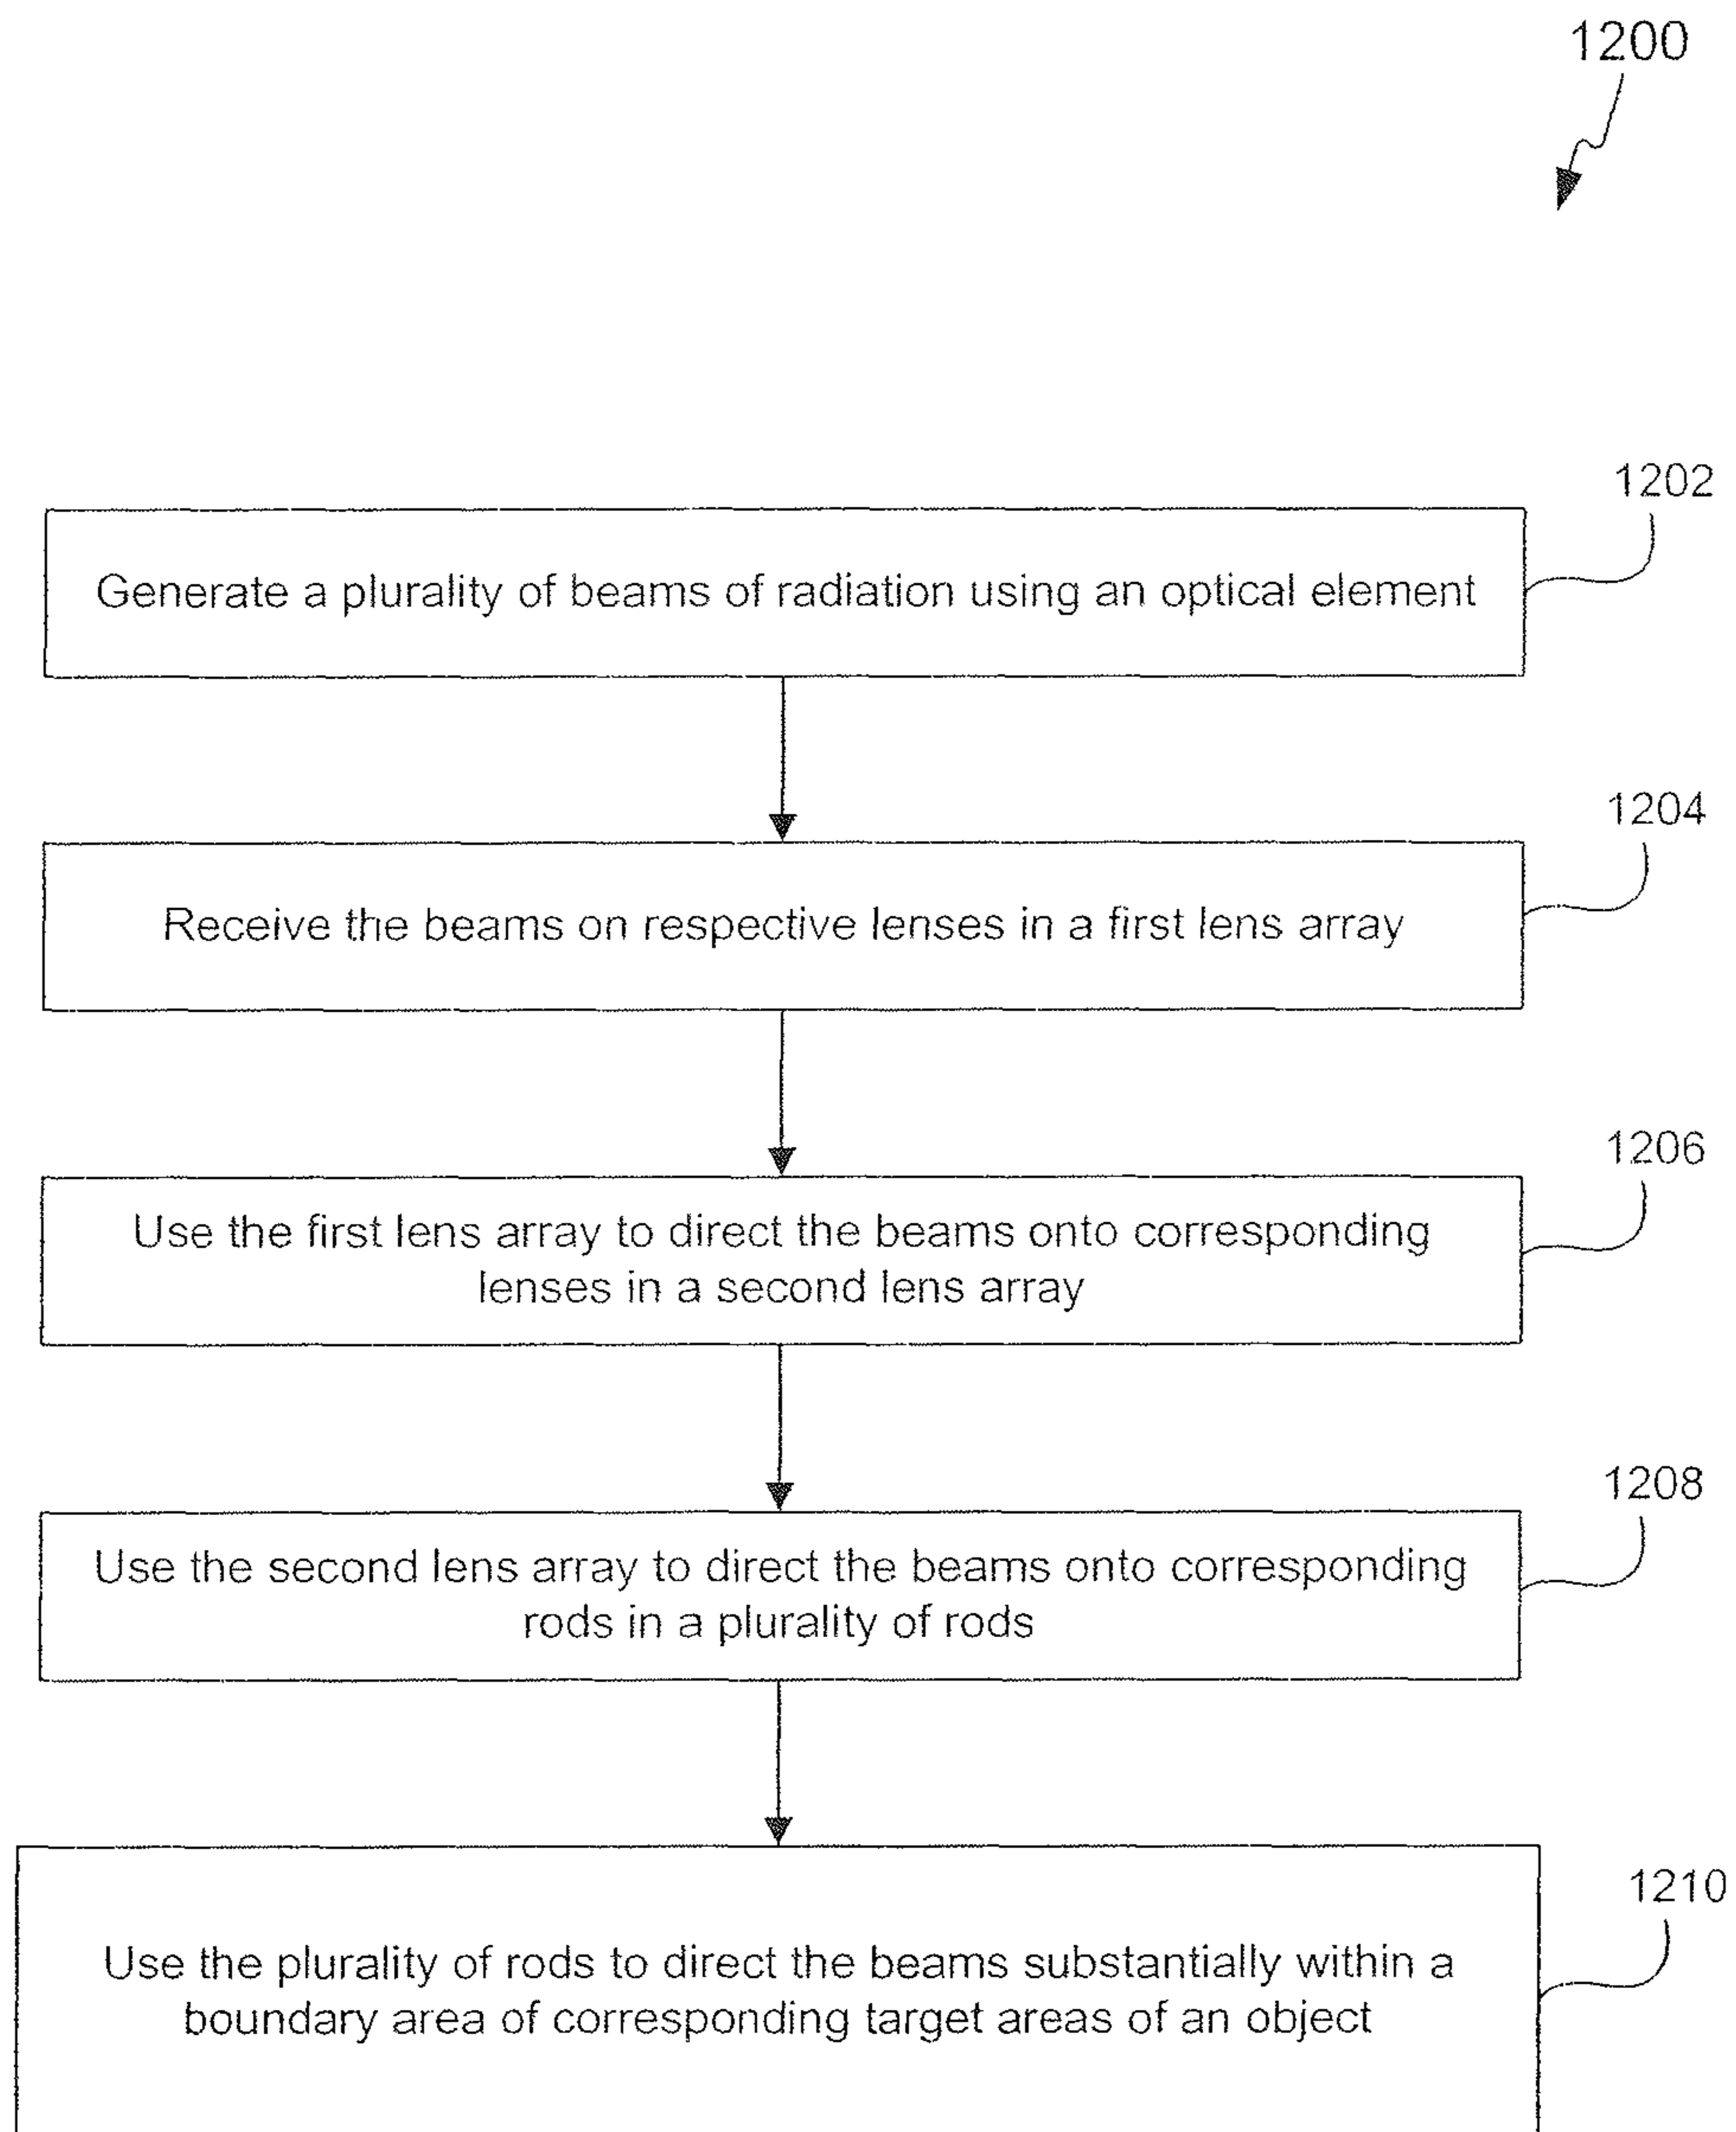 1200
1202
Generate a plurality of beams of radiation using an optical element
1204
Receive the beams on respective lenses in a first lens array
1206
Use the first lens array to direct the beams onto corresponding
lenses in a second lens array
1208
Use the second lens array to direct the beams onto corresponding
rods in a plurality of rods
1210
Use the plurality of rods to direct the beams substantially within a
boundary area of corresponding target areas of an object